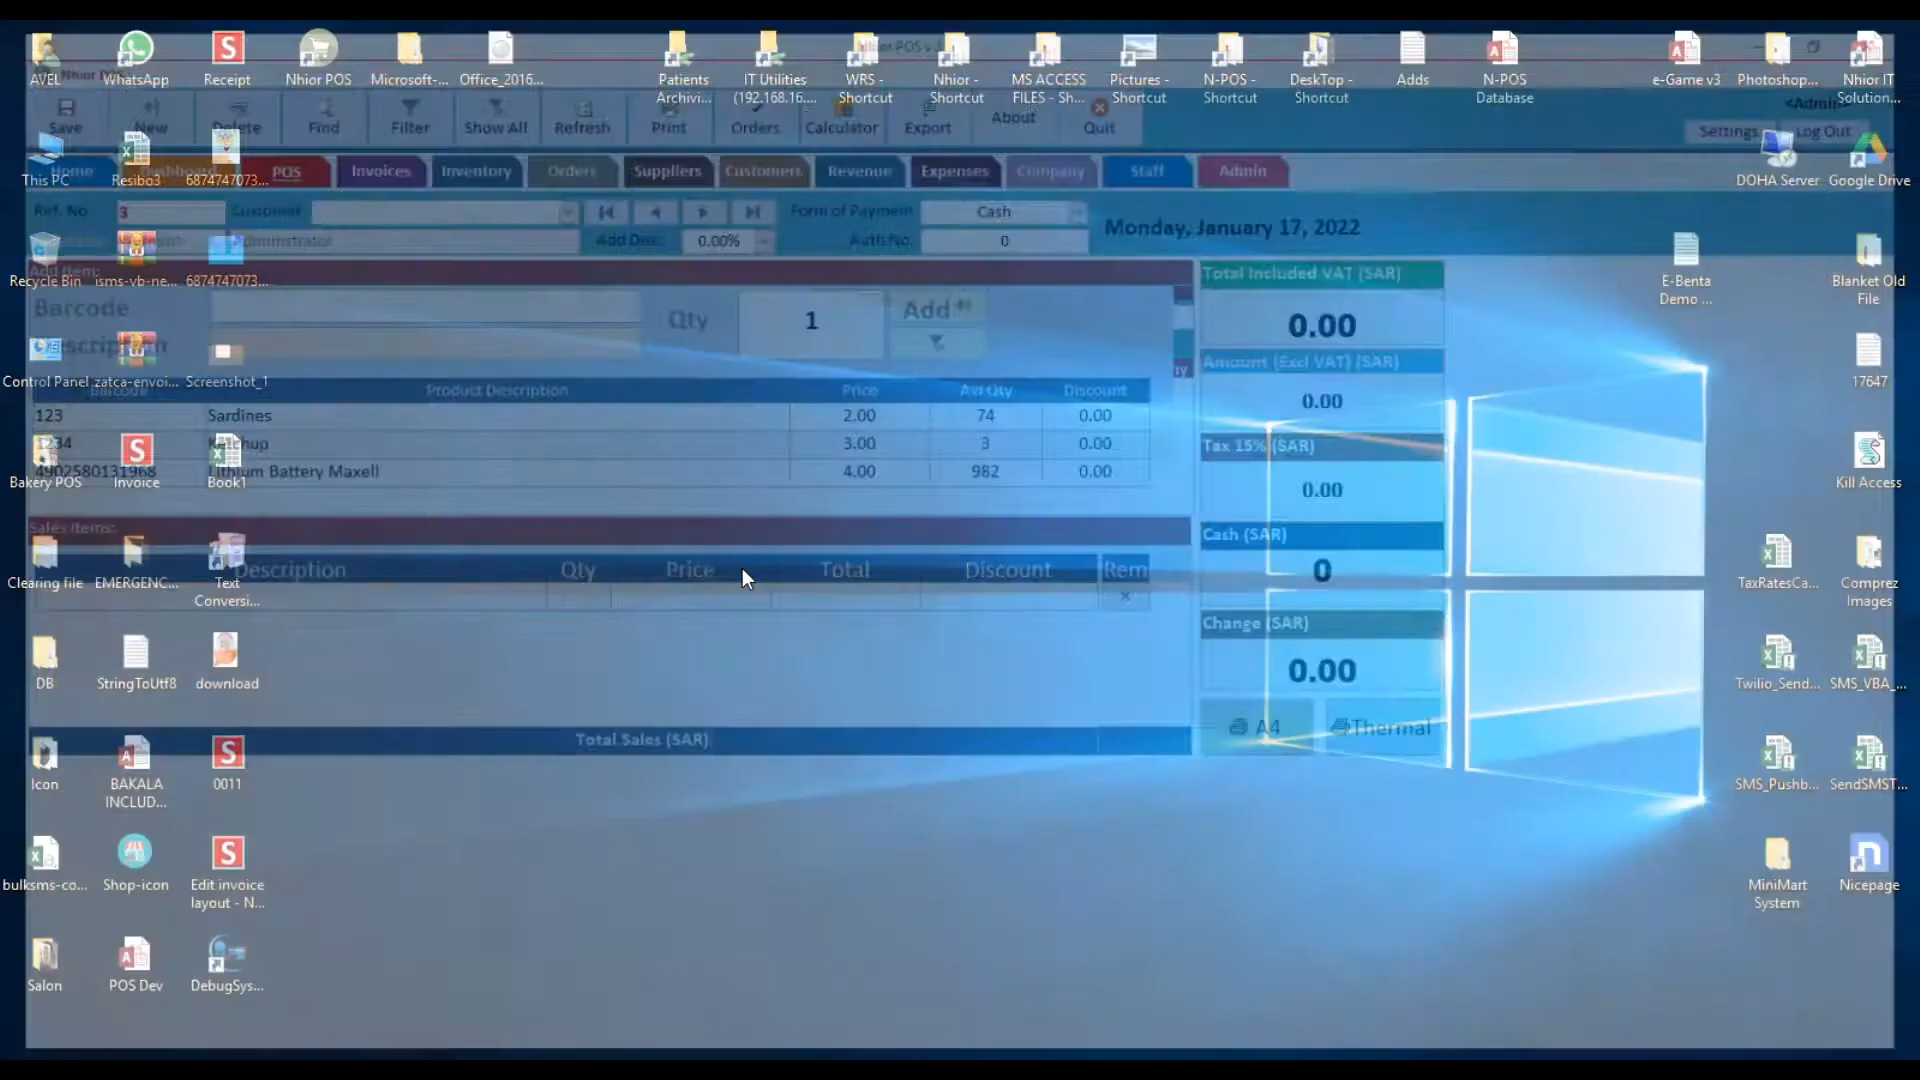 AVEL
WhatsApp
Receipt
Nhior POS
Microsoft-...
Office_2016...
Patients
Archivi...
IT Utilities
(192.168.16....
WRS -
Shortcut
Nhior -
Shortcut
MS ACCESS
FILES - Sh...
Pictures -
Shortcut
N-POS -
Shortcut
DeskTop -
Shortcut
Adds
N-POS
Database
e-Game v3
Photoshop...
Nhior IT
Solution...
<Admin>
Save
New
Delete
Find
Filter
Show All
Refresh
Print
Orders
Calculator
Export
About
Quit
Settings
Log Out
Home
Dashboard
POS
Invoices
Inventory
Orders
Suppliers
Customers
Revenue
Expenses
Company
Staff
Admin
This PC
Resibo3
6874747073...
DOHA Server
Google Drive
Ref. No.
3
Customer
Form of Payment
Cash
Monday, January 17, 2022
Administrator
Add Disc.
0.00%
Auth No.
0
Recycle Bin
isms-vb-ne...
6874747073...
E-Benta
Demo ...
Blanket Old
File
Add Item:
Barcode
Description
Qty
1
Add
Total Included VAT (SAR)
0.00
Amount (Excl VAT) (SAR)
0.00
Tax 15% (SAR)
0.00
Cash (SAR)
0
Change (SAR)
0.00
A4
Thermal
Control Panel
zatca-envoi...
Screenshot_1
17647
Barcode
Product Description
Price
Avl Qty
Discount
123
Sardines
2.00
74
0.00
1234
Ketchup
3.00
3
0.00
4902580131968
Lithium Battery Maxell
4.00
982
0.00
Bakery POS
Invoice
Book1
Kill Access
Sales Items:
Description
Qty
Price
Total
Discount
Rem
Clearing file
EMERGENC...
Text
Conversi...
TaxRatesCa...
Comprez
Images
DB
StringToUtf8
download
Twilio_Send...
SMS_VBA_...
Total Sales (SAR)
Icon
BAKALA
INCLUD...
0011
SMS_Pushb...
SendSMST...
bulksms-co...
Shop-icon
Edit invoice
layout - N...
MiniMart
System
Nicepage
Salon
POS Dev
DebugSys...